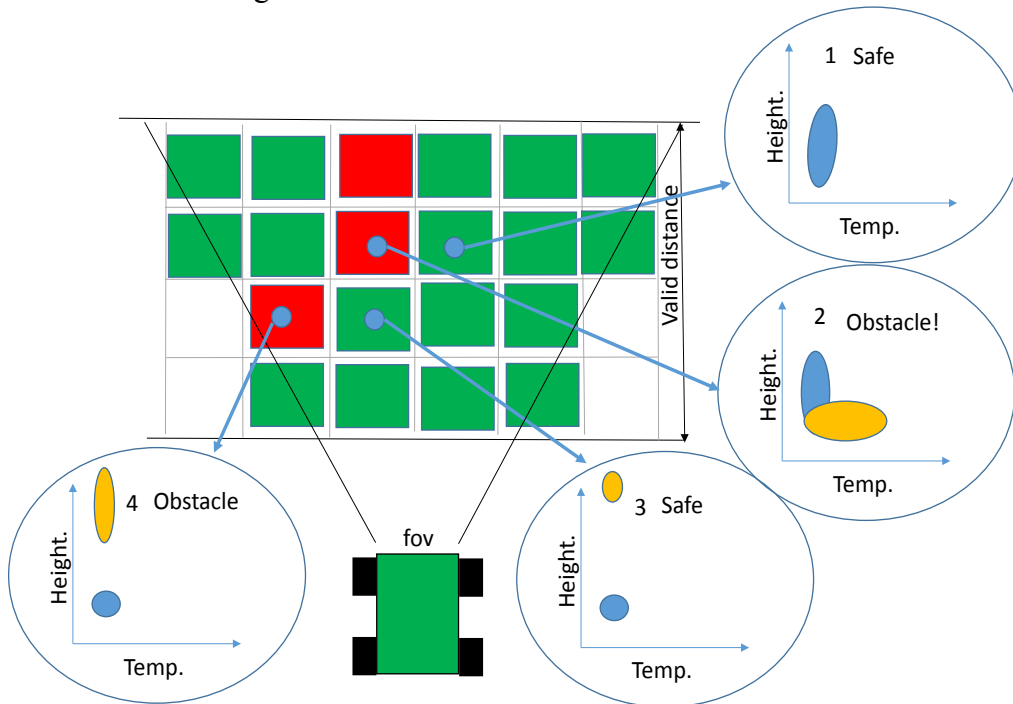 1 Safe
Height.
Temp.
Valid distance
2 Obstacle!
Height.
Temp.
4 Obstacle
Height.
Temp.
fov
3 Safe
Height.
Temp.